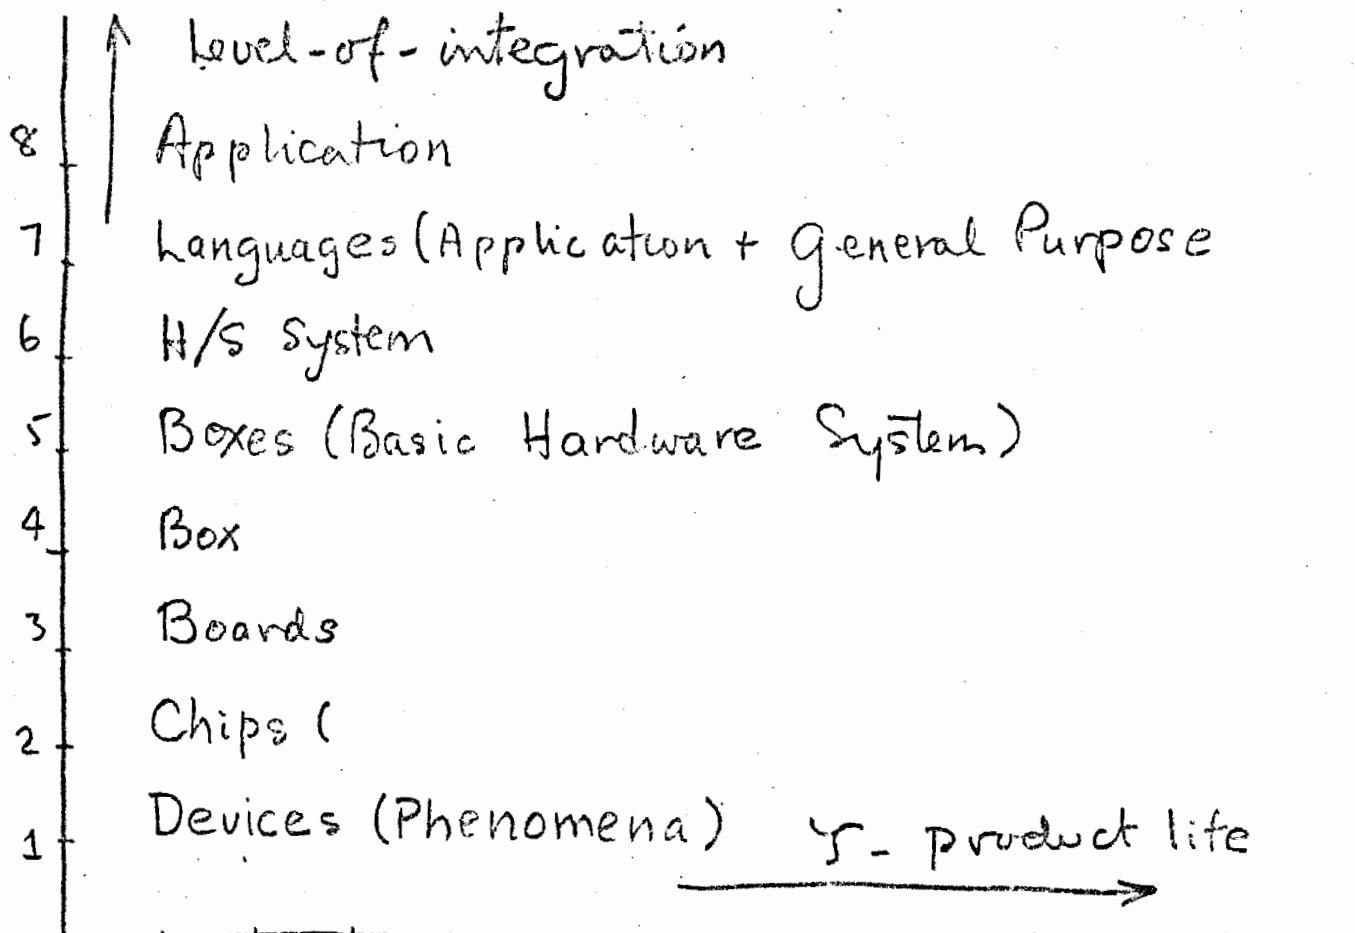 Level-of-integration
8 Application
7 Languages (Application + General Purpose
6 H/S System
5 Boxes (Basic Hardware System)
4 Box
3 Boards
2 Chips (
1 Devices (Phenomena)
- product life